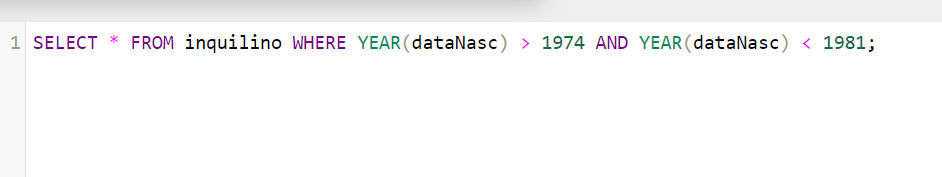 1 SELECT * FROM inquilino WHERE YEAR(dataNasc) > 1974 AND YEAR(dataNasc) < 1981;